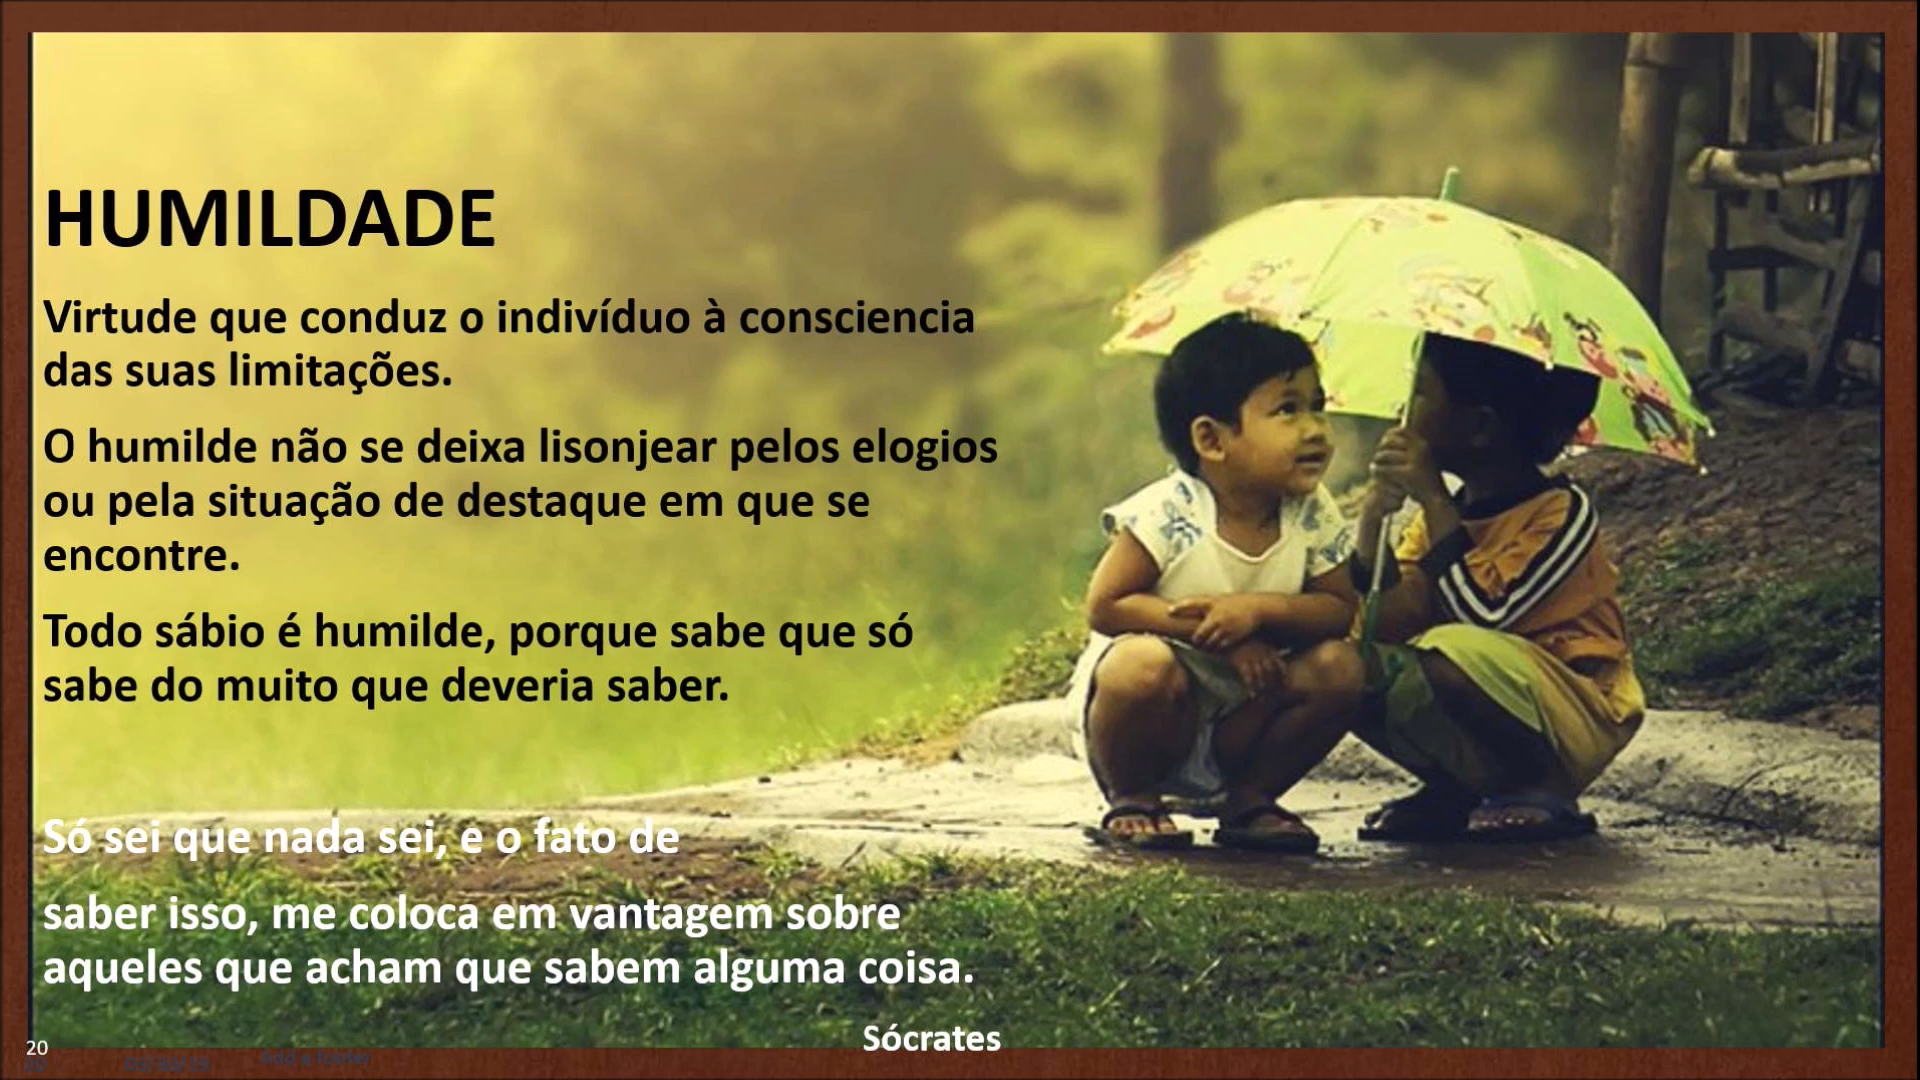 HUMILDADE
Virtude que conduz o indivíduo à consciencia
das suas limitações.
O humilde não se deixa lisonjear pelos elogios
ou pela situação de destaque em que se
encontre.
Todo sábio é humilde, porque sabe que só
sabe do muito que deveria saber.
Só sei que nada sei, e o fato de
saber isso, me coloca em vantagem sobre
aqueles que acham que sabem alguma coisa.
Sócrates
20
20 Add a footer